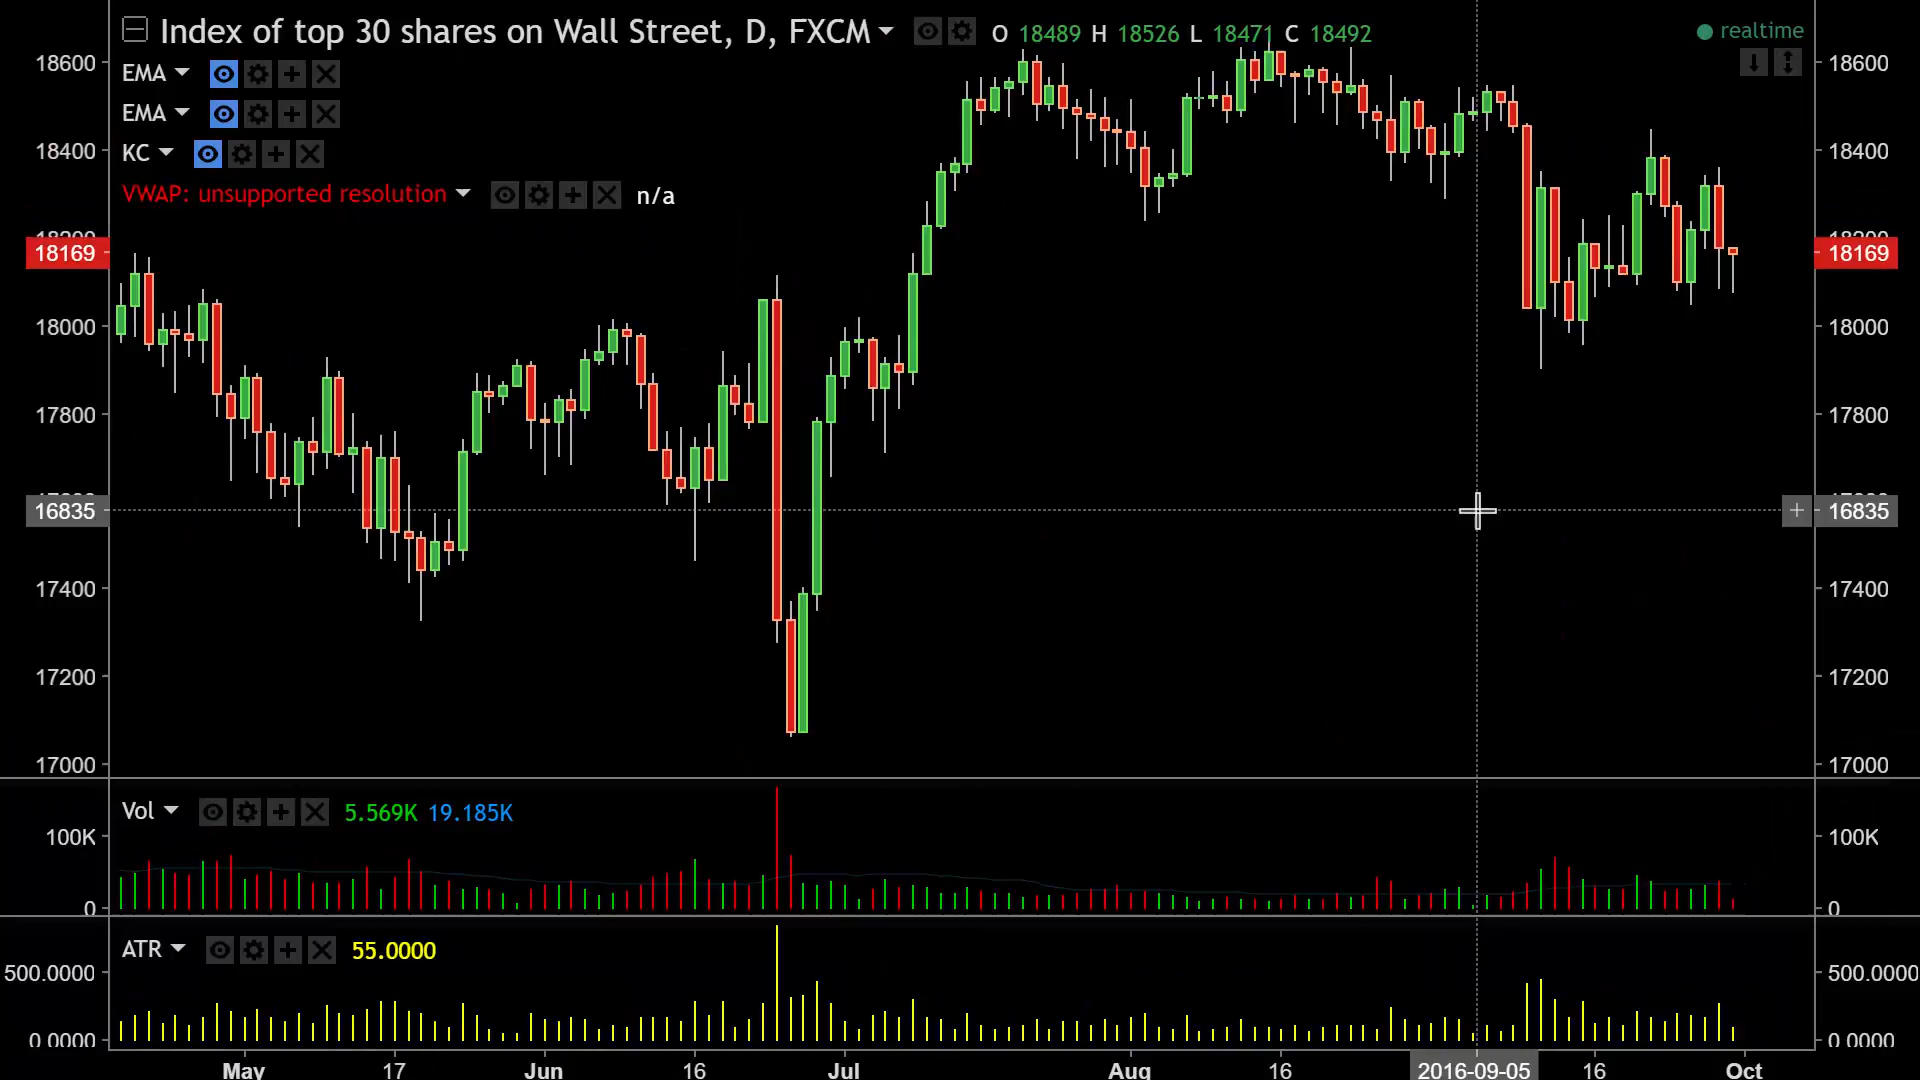 Index of top 30 shares on Wall Street, D, FXCM O 18489 H 18526 L 18471 C 18492
realtime
EMA
EMA
KC
VWAP: unsupported resolution n/a
18600 18600
18400 18400
18169 18169
18000 18000
17800 17800
16835 16835
17400 17400
17200 17200
17000 17000
Vol 5.569K 19.185K
100K 100K
0 0
ATR 55.0000
500.0000 500.0000
0.0000 0.0000
May 17 Jun 16 Jul Aug 16 2016-09-05 16 Oct